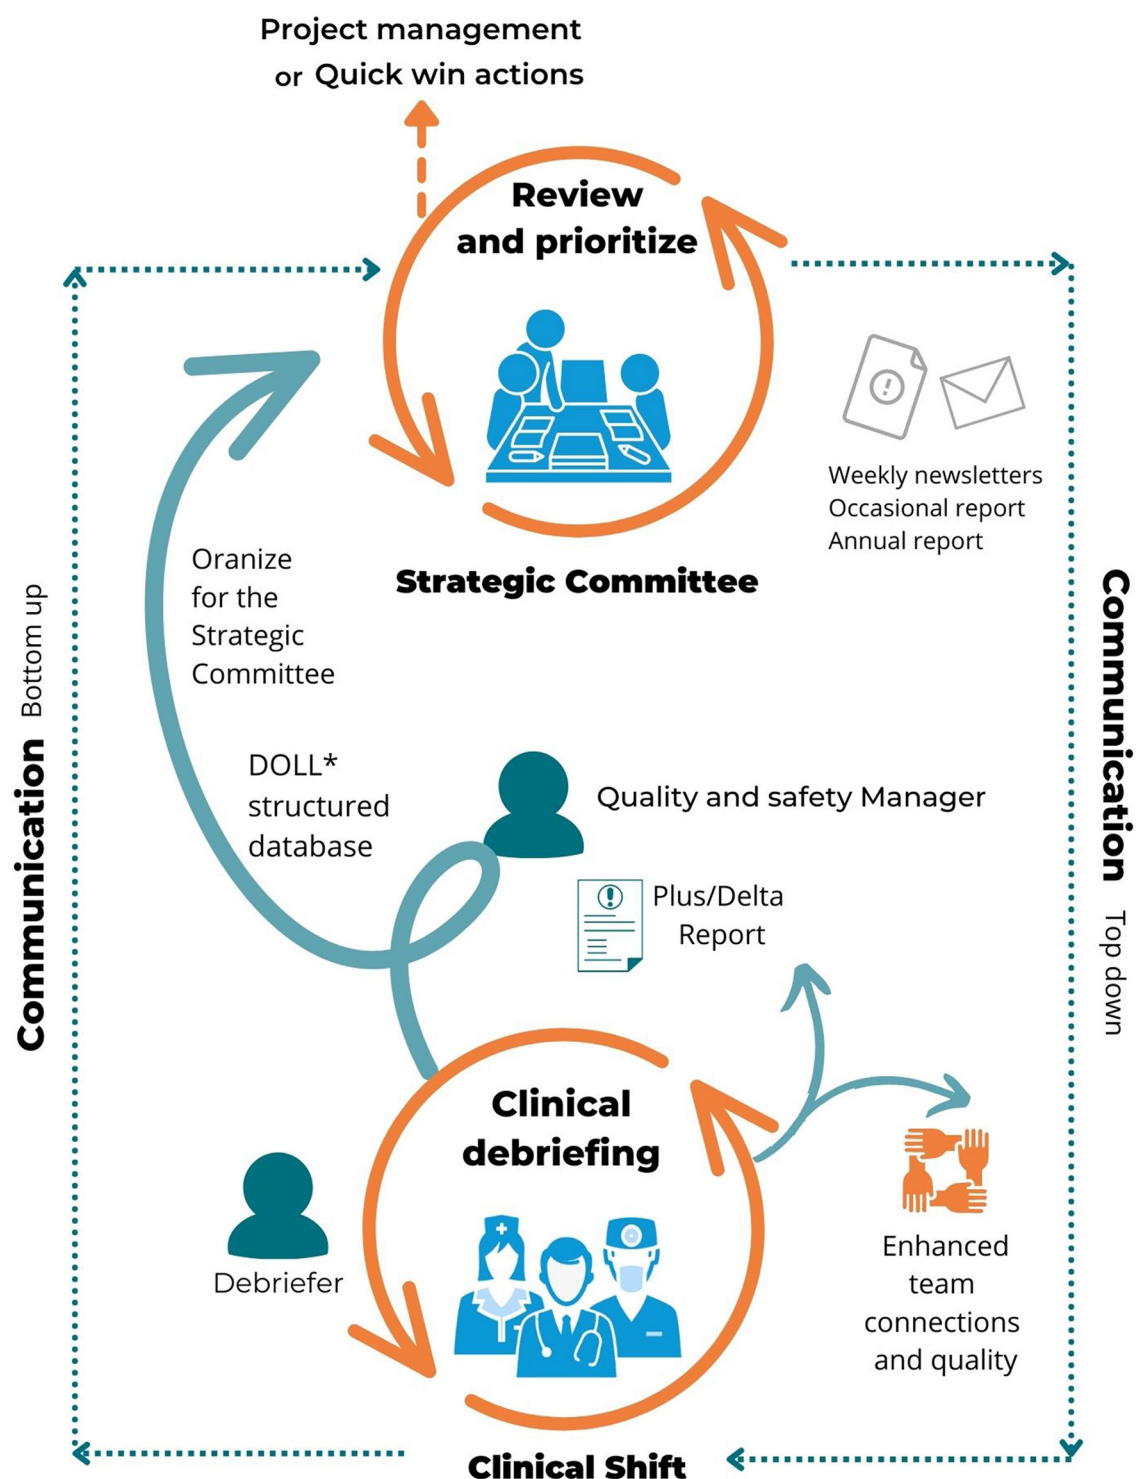 Project management
or Quick win actions
Review
and prioritize
Strategic Committee
Weekly newsletters
Occasional report
Annual report
Oranize
for the
Strategic
Committee
Communication Bottom up
Communication Top down
DOLL*
structured
database
Quality and safety Manager
Plus/Delta
Report
Clinical
debriefing
Debriefer
Enhanced
team
connections
and quality
Clinical Shift